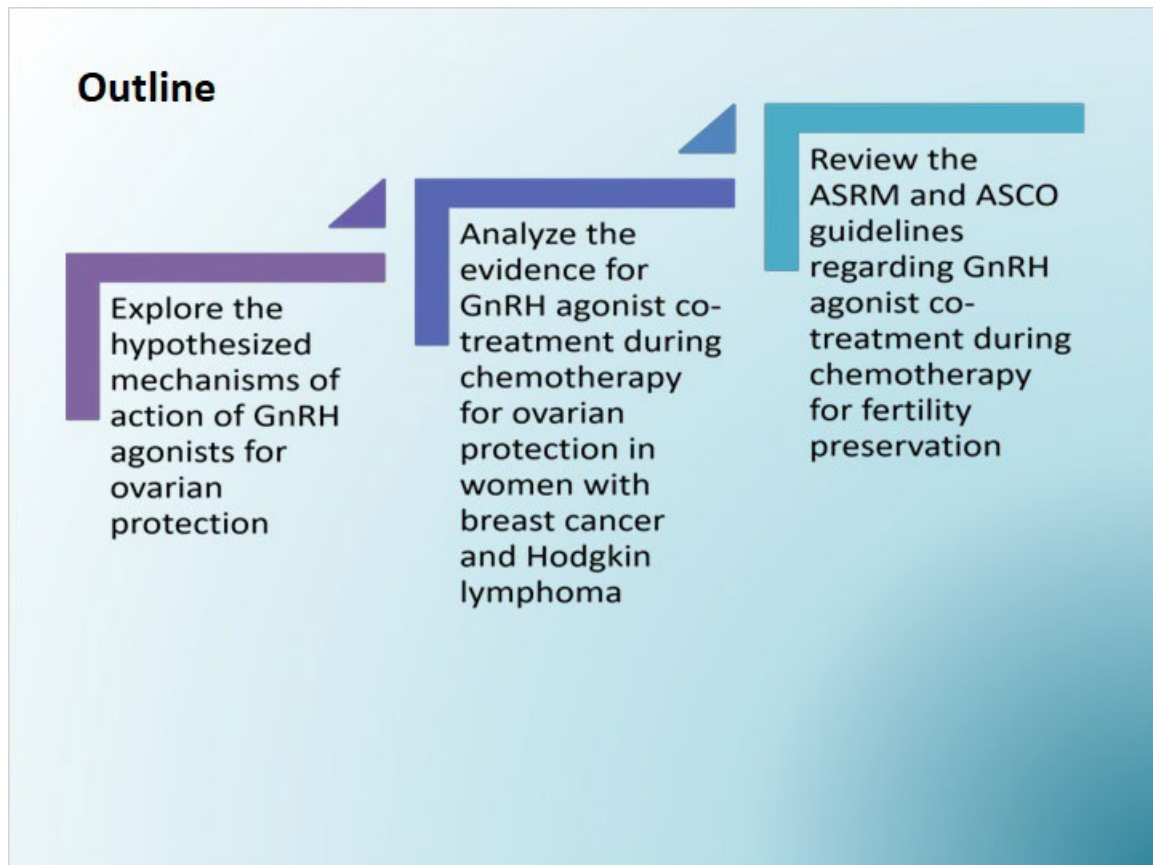 Outline
Explore the
hypothesized
mechanisms of
action of GnRH
agonists for
ovarian
protection
Analyze the
evidence for
GnRH agonist co-
treatment during
chemotherapy
for ovarian
protection in
women with
breast cancer
and Hodgkin
lymphoma
Review the
ASRM and ASCO
guidelines
regarding GnRH
agonist co-
treatment during
chemotherapy
for fertility
preservation